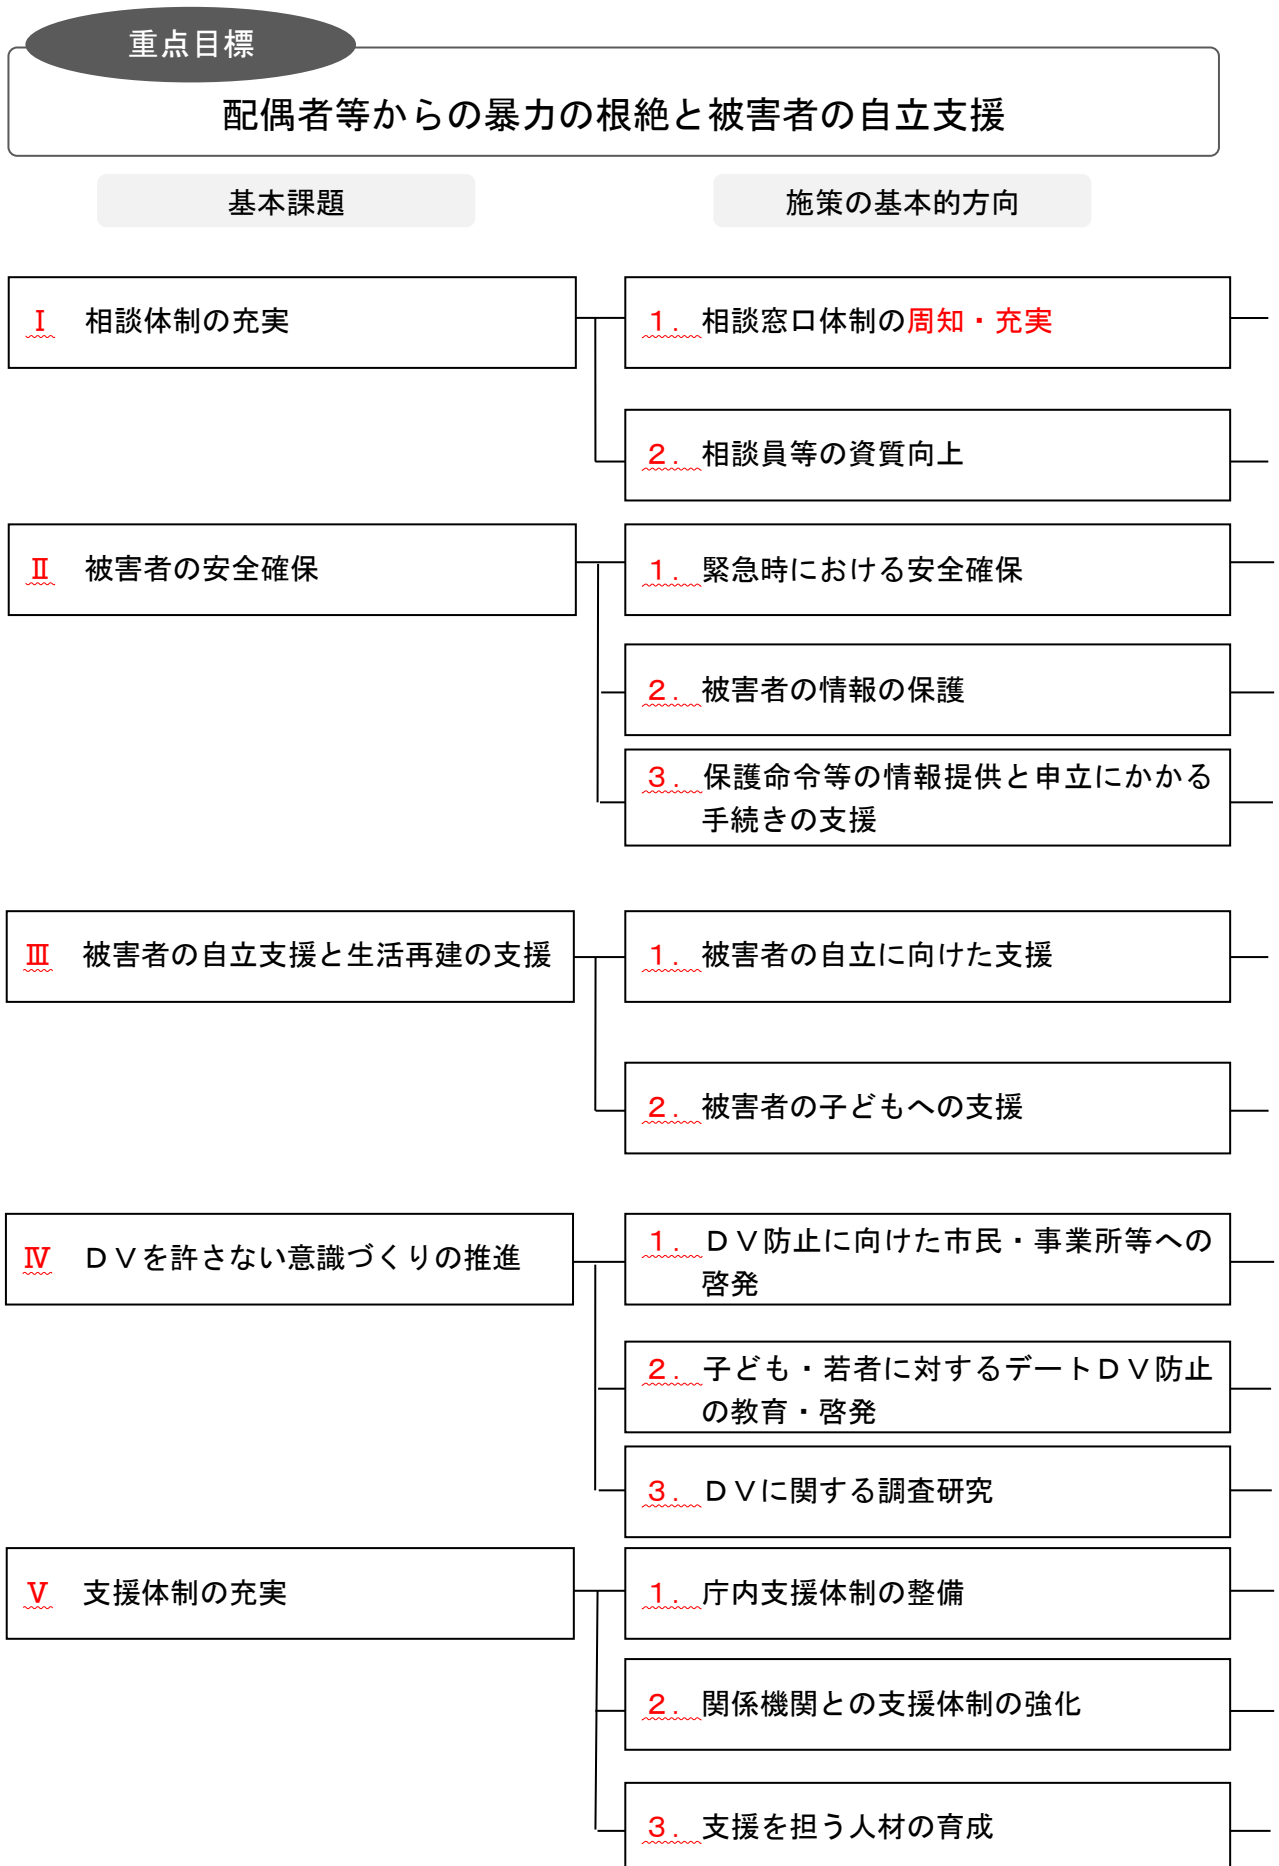 重点目標
配偶者等からの暴力の根絶と被害者の自立支援
基本課題
施策の基本的方向
Ⅰ　相談体制の充実
１．相談窓口体制の周知・充実
２．相談員等の資質向上
Ⅱ　被害者の安全確保
１．緊急時における安全確保
２．被害者の情報の保護
３．保護命令等の情報提供と申立にかかる
手続きの支援
Ⅲ　被害者の自立支援と生活再建の支援
１．被害者の自立に向けた支援
２．被害者の子どもへの支援
Ⅳ　ＤＶを許さない意識づくりの推進
１．ＤＶ防止に向けた市民・事業所等への
啓発
２．子ども・若者に対するデートＤＶ防止
の教育・啓発
３．ＤＶに関する調査研究
Ⅴ　支援体制の充実
１．庁内支援体制の整備
２．関係機関との支援体制の強化
３．支援を担う人材の育成